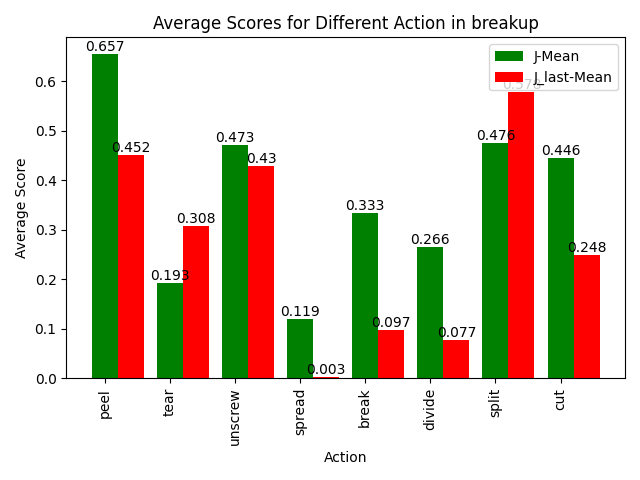 Average Scores for Different Action in breakup
J-Mean
J_last-Mean
0.657
0.452
0.193
0.308
0.473
0.43
0.119
0.003
0.333
0.097
0.266
0.077
0.476
0.578
0.446
0.248
Average Score
0.6
0.5
0.4
0.3
0.2
0.1
0.0
peel
tear
unscrew
spread
break
divide
split
cut
Action